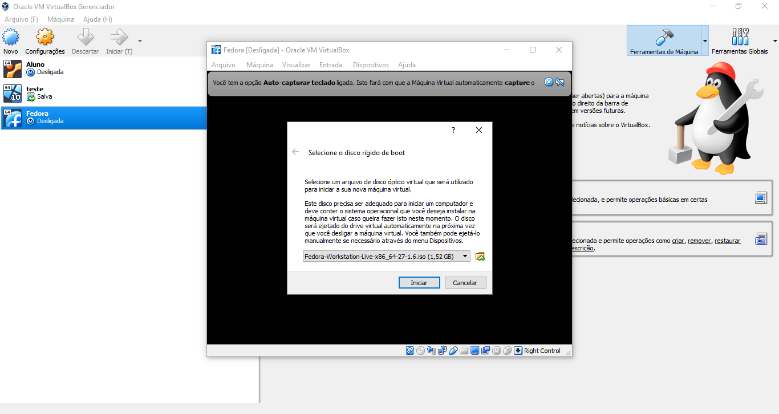 Oracle VM VirtualBox Gerenciador
Arquivo (F) Máquina Ajuda (H)
Novo Configurações Descartar Iniciar (T)
Ferramentas de Máquina Ferramentas Globais
Aluno
Desligada
teste
Salva
Fedora
Desligada
Fedora [Desligada] - Oracle VM VirtualBox
Arquivo Máquina Visualizar Entrada Dispositivos Ajuda
Você tem a opção Auto-capturar teclado ligada. Isto fará com que a Máquina Virtual automaticamente capture o
?
Selecione o disco rígido de boot
Selecione um arquivo de disco óptico virtual que será utilizado
para iniciar a sua nova máquina virtual.
Este disco precisa ser adequado para iniciar um computador e
deve conter o sistema operacional que você deseja instalar na
máquina virtual caso queira fazer isto neste momento. O disco
será ejetado do drive virtual automaticamente na próxima vez
que você desligar a máquina virtual. Você também pode ejetá-lo
manualmente se necessário através do menu Dispositivos.
Fedora-Workstation-Live-x86_64-27-1.6.iso (1,52 GB)
Iniciar Cancelar
Right Control
er abertas) para a máquina
o direito da barra de
em versões futuras.
notícias sobre o VirtualBox.
lecionada, e permite operações básicas em certas
lecionada e permite operações como criar, remover, restaurar
escrição.